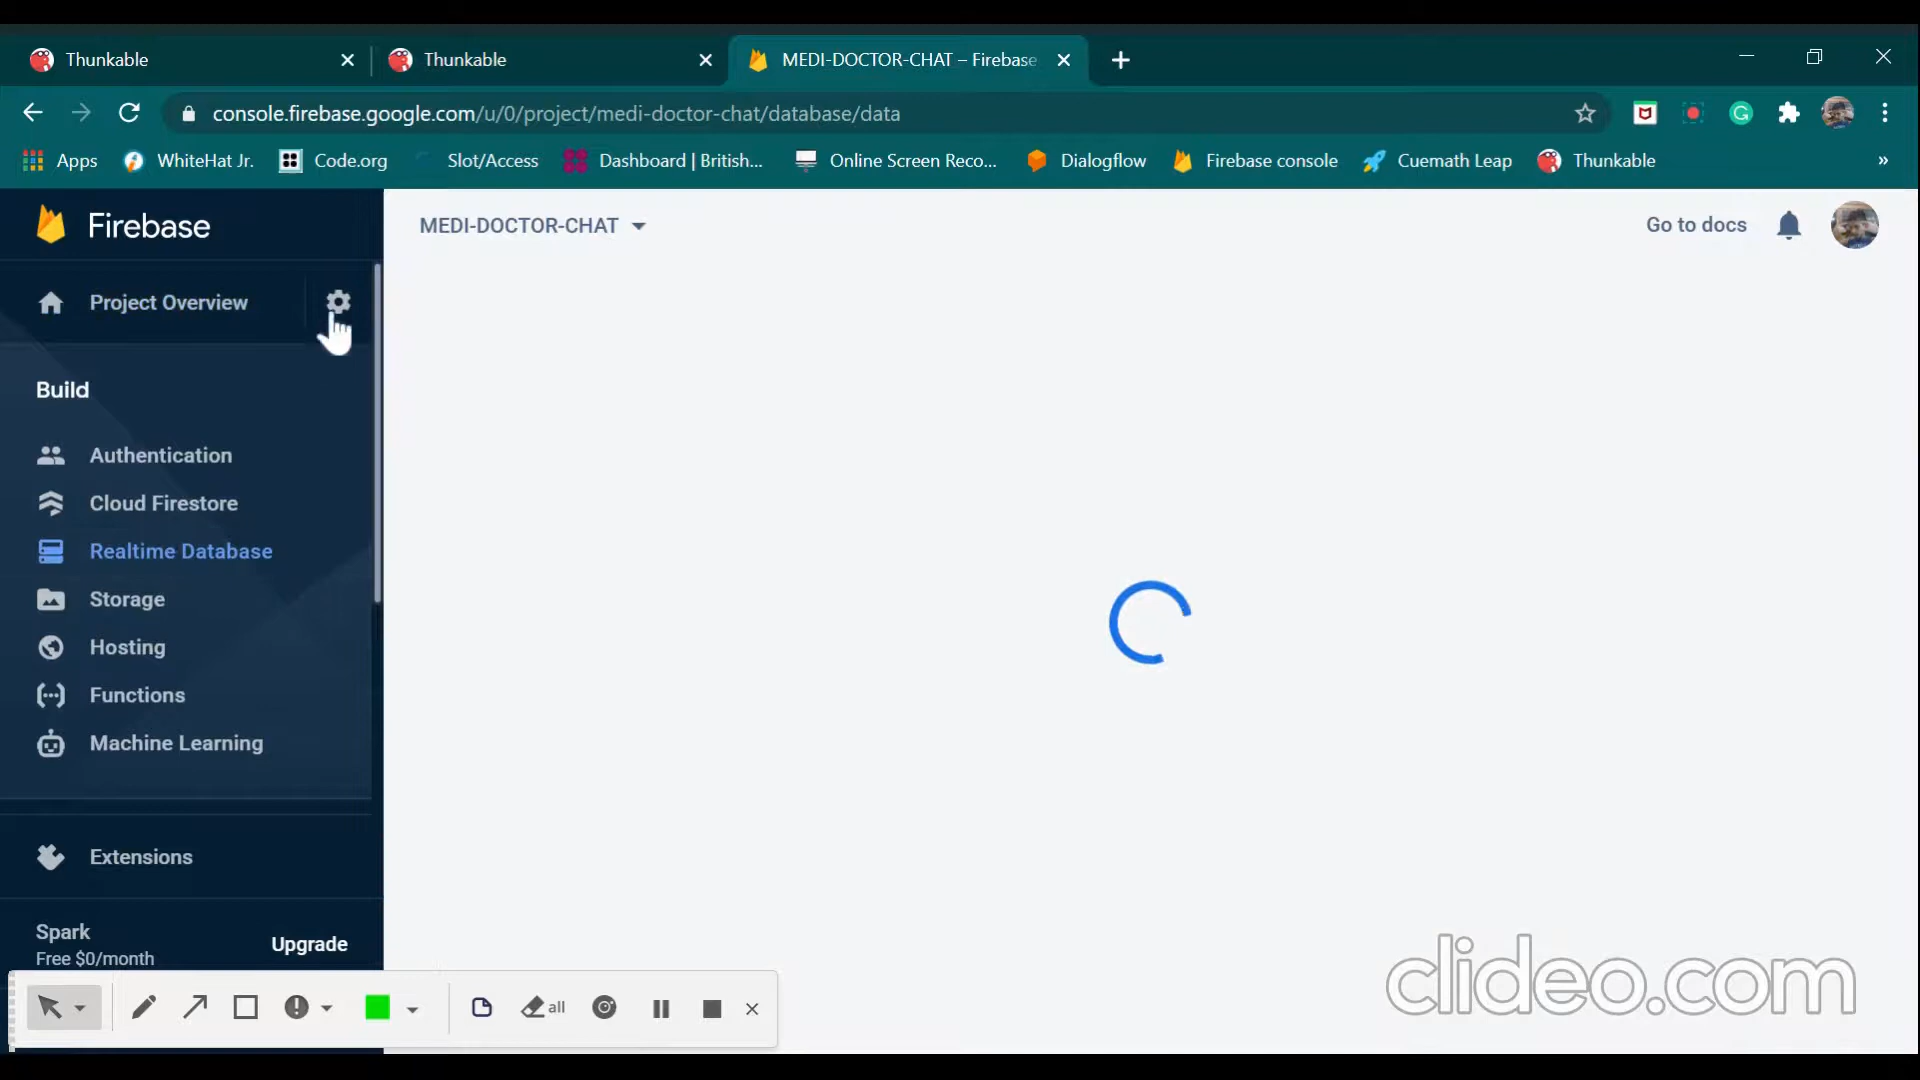 Thunkable
Thunkable
MEDI-DOCTOR-CHAT – Firebase
console.firebase.google.com/u/0/project/medi-doctor-chat/database/data
Apps
WhiteHat Jr.
Code.org
Slot/Access
Dashboard | British...
Online Screen Reco...
Dialogflow
Firebase console
Cuemath Leap
Thunkable
»
Firebase
MEDI-DOCTOR-CHAT
Go to docs
Project Overview
Build
Authentication
Cloud Firestore
Realtime Database
Storage
Hosting
Functions
Machine Learning
Extensions
Spark
Free $0/month
Upgrade
all
clideo.com